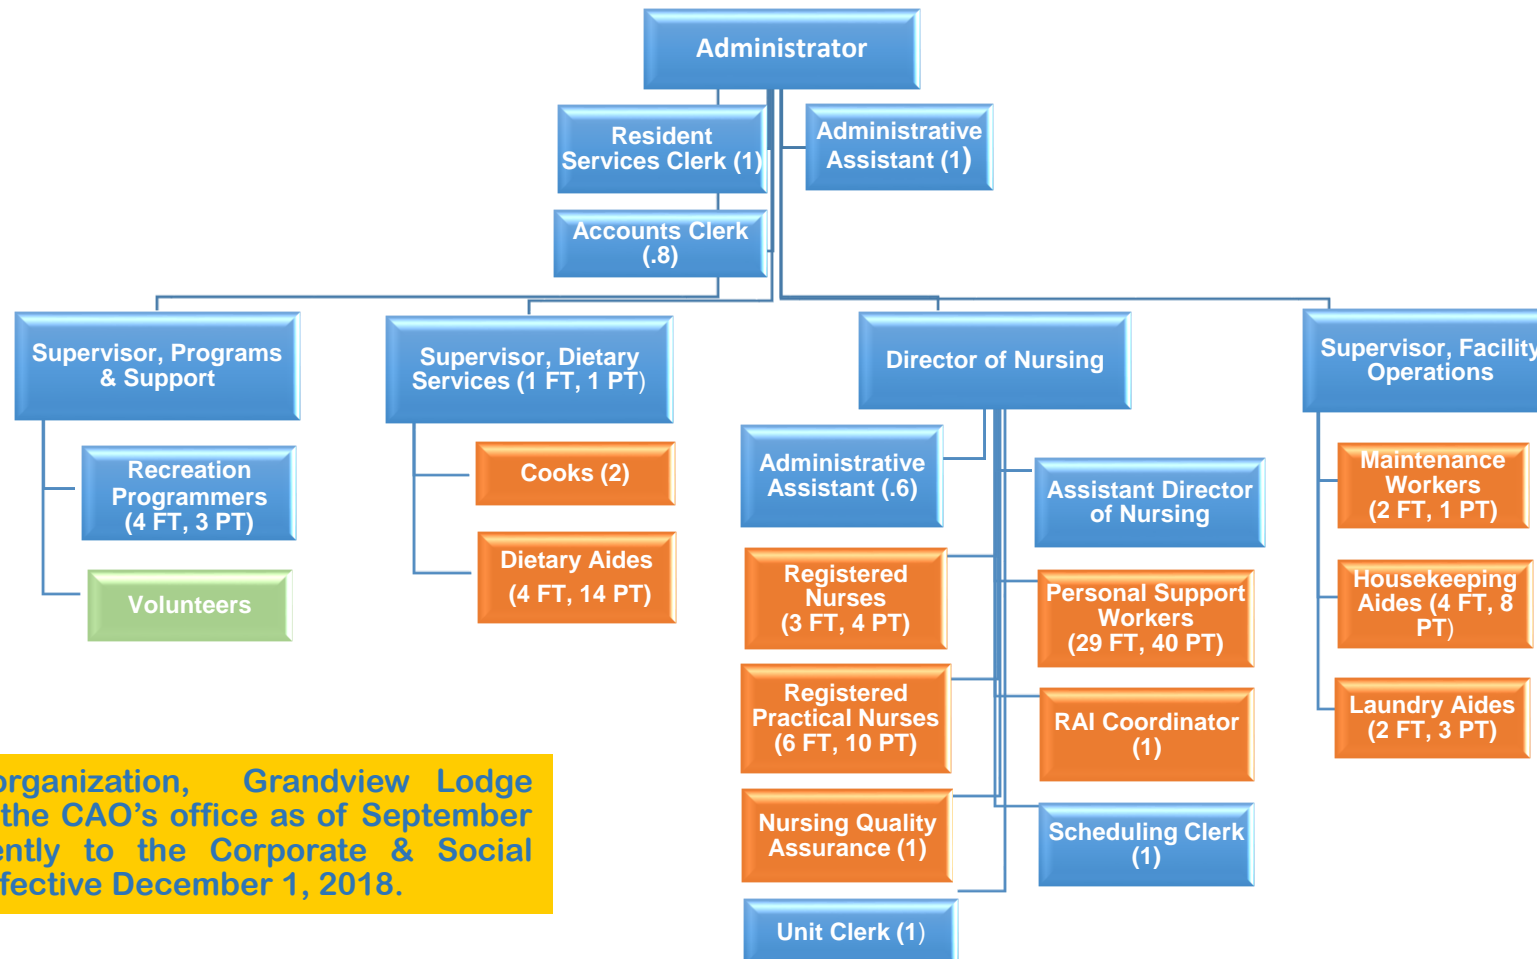 Administrator
Resident
Services Clerk (1)
Administrative
Assistant (1)
Accounts Clerk
(.8)
Supervisor, Programs
& Support
Supervisor, Dietary
Services (1 FT, 1 PT)
Director of Nursing
Supervisor, Facility
Operations
Recreation
Programmers
(4 FT, 3 PT)
Volunteers
Cooks (2)
Dietary Aides
(4 FT, 14 PT)
Administrative
Assistant (.6)
Assistant Director
of Nursing
Registered
Nurses
(3 FT, 4 PT)
Personal Support
Workers
(29 FT, 40 PT)
Registered
Practical Nurses
(6 FT, 10 PT)
RAI Coordinator
(1)
Nursing Quality
Assurance (1)
Scheduling Clerk
(1)
Unit Clerk (1)
Maintenance
Workers
(2 FT, 1 PT)
Housekeeping
Aides (4 FT, 8
PT)
Laundry Aides
(2 FT, 3 PT)
organization, Grandview Lodge
the CAO's office as of September
ently to the Corporate & Social
ffective December 1, 2018.